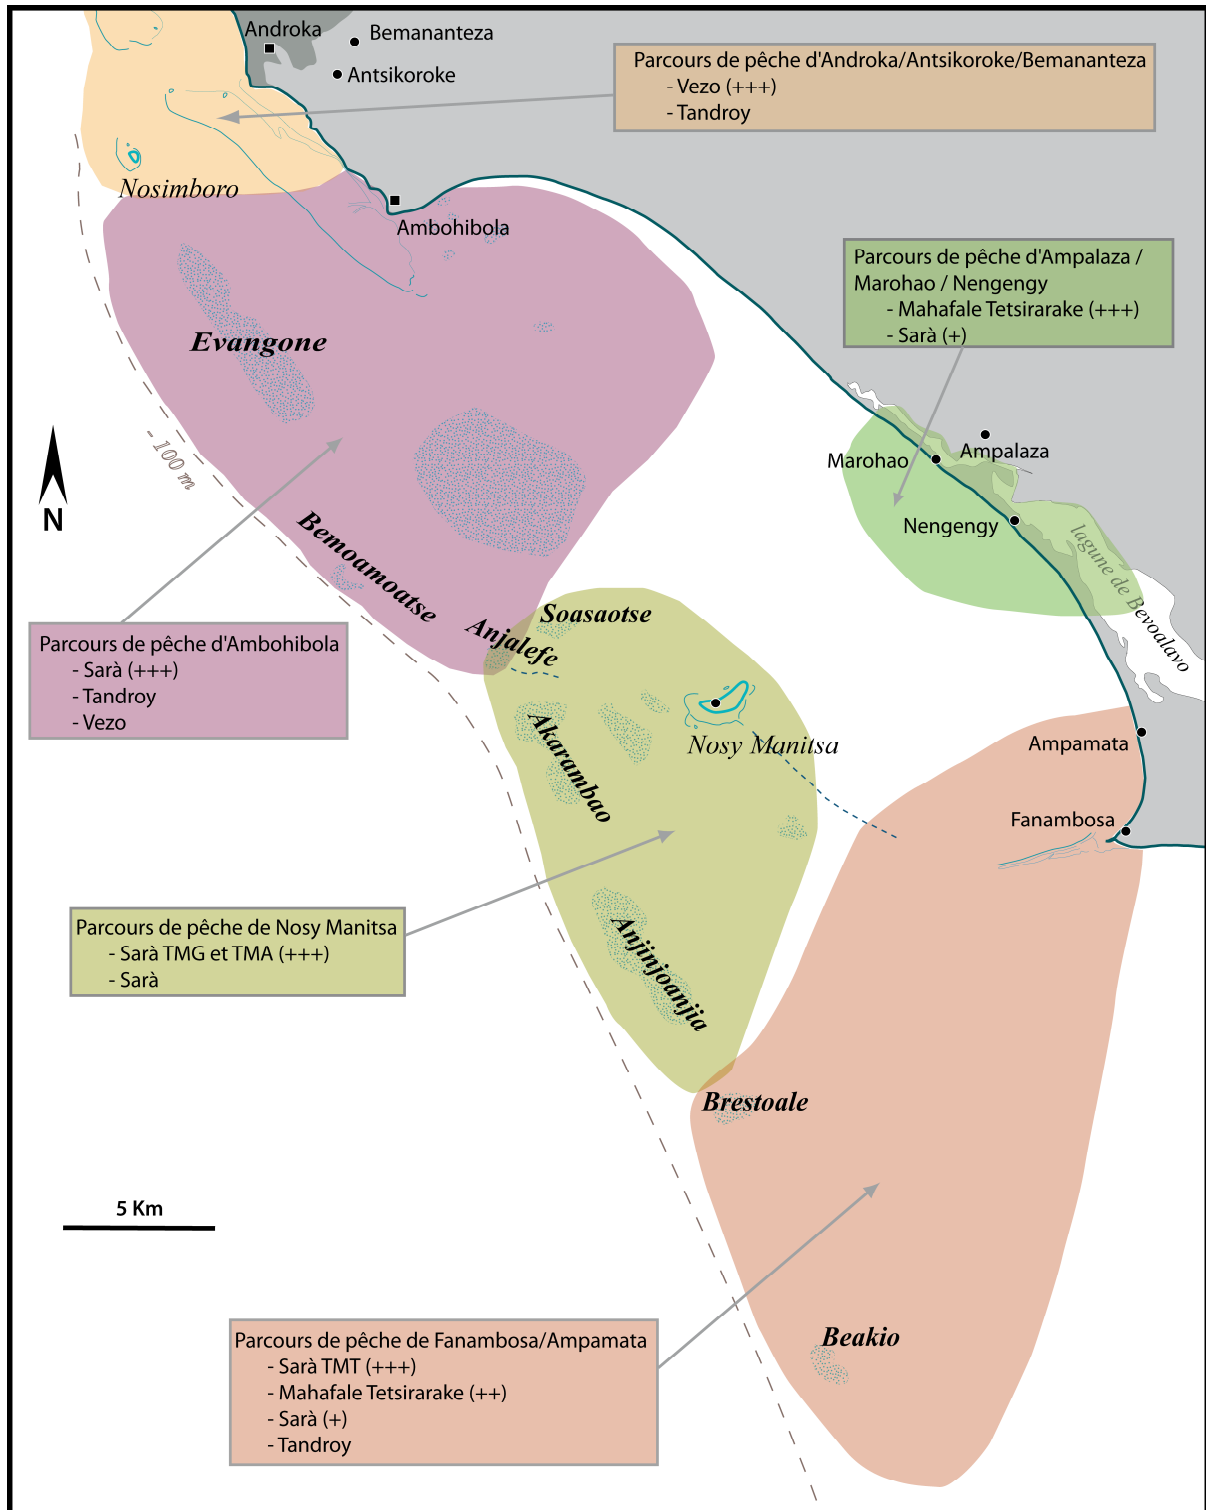 Androka
Bemananteza
Antsikoroke
Parcours de pêche d'Androka/Antsikoroke/Bemananteza
- Vezo (+++)
- Tandroy
Nosimboro
Ambohibola
Parcours de pêche d'Ampalaza /
Marohao / Nengengy
- Mahafale Tetsirarake (+++)
- Sarà (+)
Evangone
- 100 m
N
Marohao
Ampalaza
Nengengy
lagune de Bevoalavo
Bemoamoatse
Soasaotse
Anjalefe
Parcours de pêche d'Ambohibola
- Sarà (+++)
- Tandroy
- Vezo
Akarambao
Nosy Manitsa
Ampamata
Fanambosa
Parcours de pêche de Nosy Manitsa
- Sarà TMG et TMA (+++)
- Sarà
Anjinjoanjia
Brestoale
5 Km
Parcours de pêche de Fanambosa/Ampamata
- Sarà TMT (+++)
- Mahafale Tetsirarake (++)
- Sarà (+)
- Tandroy
Beakio